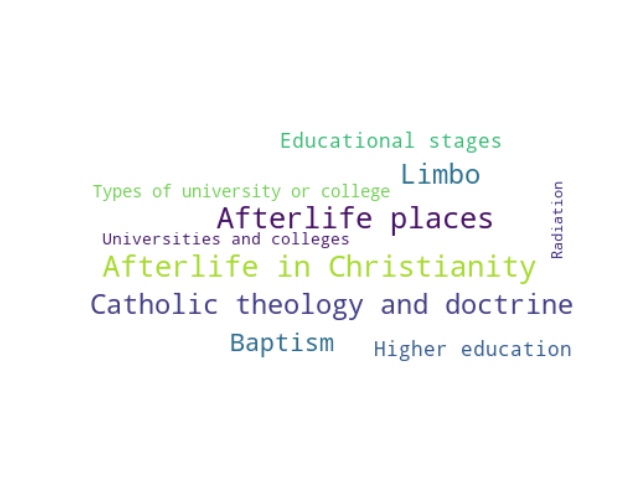 Educational stages
Limbo
Types of university or college
Afterlife places
Universities and colleges
Radiation
Afterlife in Christianity
Catholic theology and doctrine
Baptism
Higher education